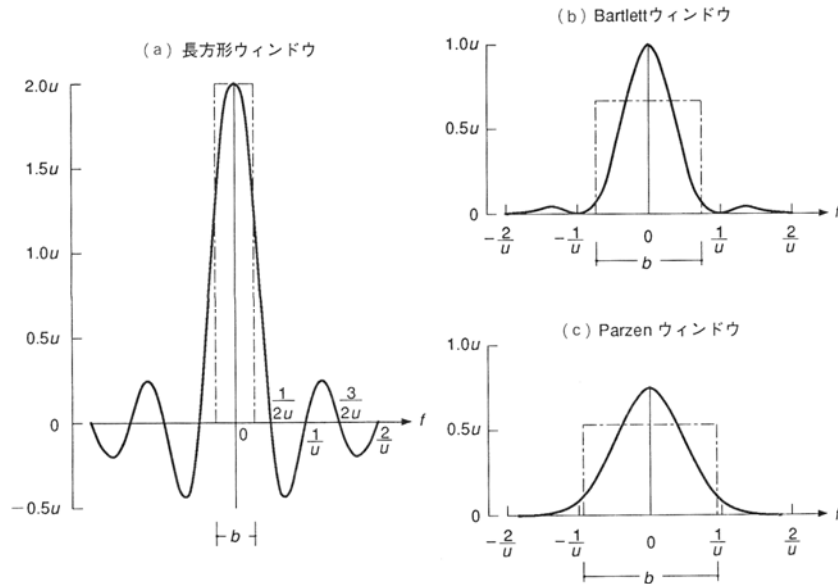 (a) 長方形ウィンドウ
2.0u
1.5u
1.0u
0.5u
0
−0.5u
0
1/2u
1/u
3/2u
2/u
f
b
(b) Bartlettウィンドウ
1.0u
0.5u
0
−2/u
−1/u
0
1/u
2/u
f
b
(c) Parzen ウィンドウ
1.0u
0.5u
0
−2/u
−1/u
0
1/u
2/u
f
b